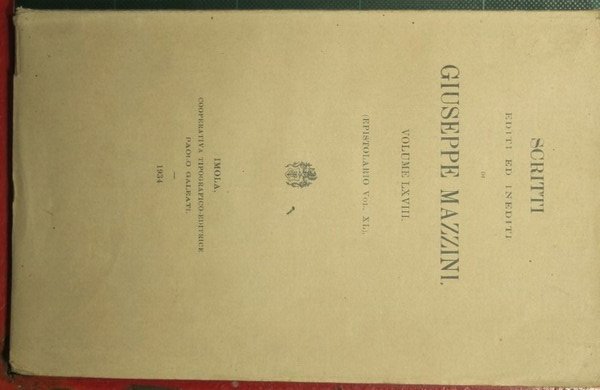 SCRITTI
EDITI ED INEDITI
DI
GIUSEPPE MAZZINI.
VOLUME LXVIII.
(EPISTOLARIO VOL. XL).
IMOLA,
COOPERATIVA TIPOGRAFICO-EDITRICE
PAOLO GALEATI.
—
1934